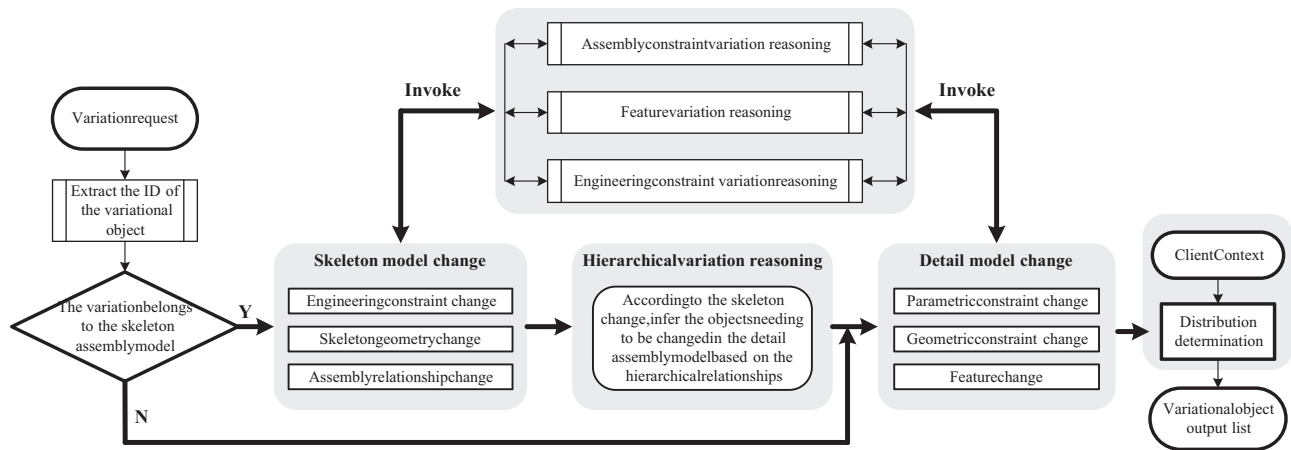 Assemblyconstraintvariation reasoning
Invoke
Invoke
Featurevariation reasoning
Engineeringconstraint variationreasoning
Variationrequest
Extract the ID of
the variational
object
The variationbelongs
to the skeleton
assemblymodel
Y
N
Skeleton model change
Engineeringconstraint change
Skeletongeometrychange
Assemblyrelationshipchange
Hierarchicalvariation reasoning
Accordingto the skeleton
change,infer the objectsneeding
to be changedin the detail
assemblymodelbased on the
hierarchicalrelationships
Detail model change
Parametricconstraint change
Geometricconstraint change
Featurechange
ClientContext
Distribution
determination
Variationalobject
output list